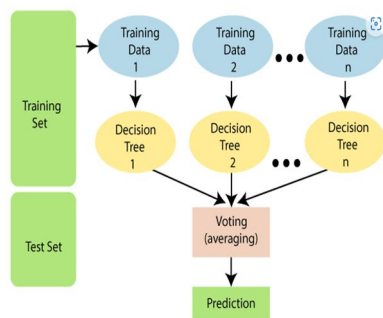 Training
Set
Training
Data
1
Training
Data
2
Training
Data
n
Decision
Tree
1
Decision
Tree
2
Decision
Tree
n
Test Set
Voting
(averaging)
Prediction